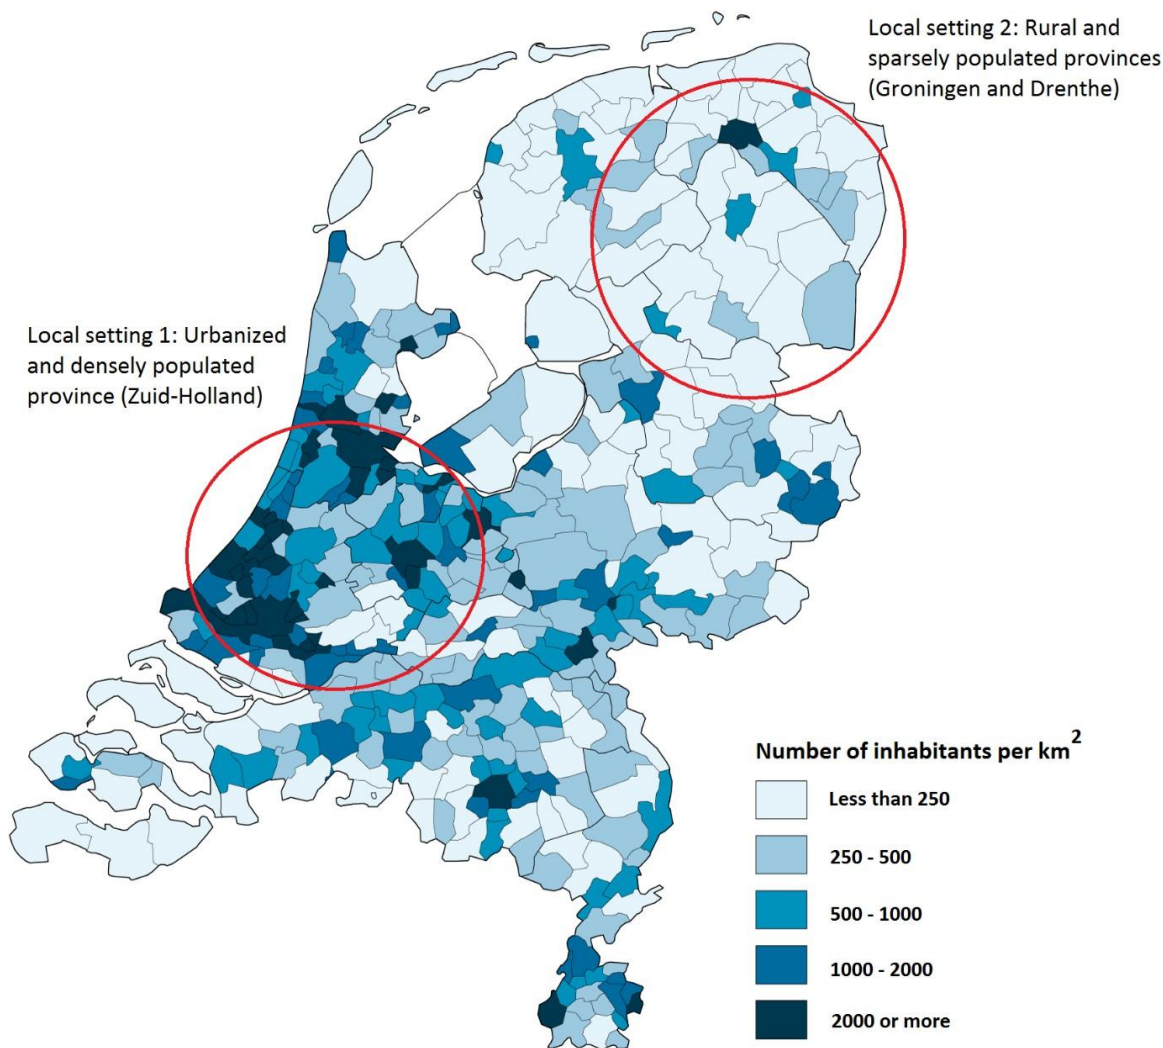 Local setting 2: Rural and
sparsely populated provinces
(Groningen and Drenthe)
Local setting 1: Urbanized
and densely populated
province (Zuid-Holland)
Number of inhabitants per km²
Less than 250
250 - 500
500 - 1000
1000 - 2000
2000 or more